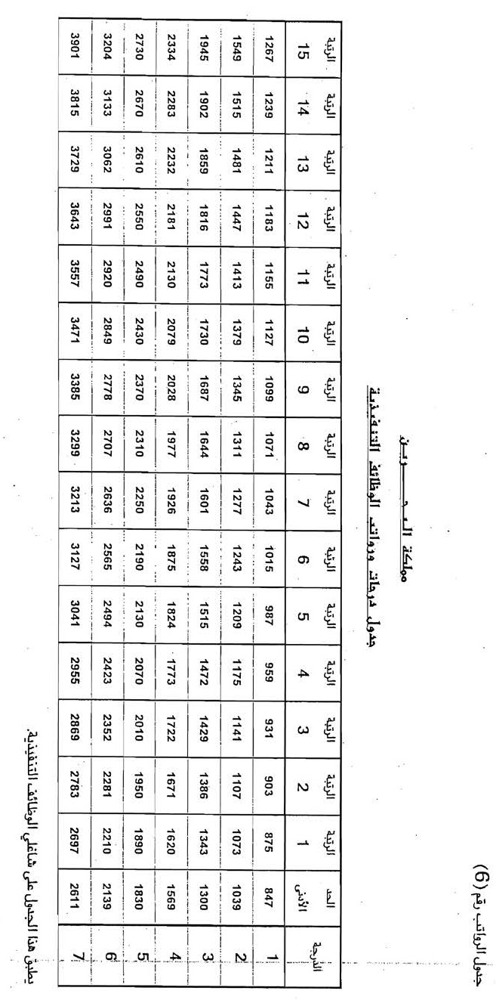 جدول الرواتب رقم (6)
مملكة البحـــرين
جدول درجات ورواتب الوظائف التنفيذية
الدرجة الحد الأدنى الرتبة 1 الرتبة 2 الرتبة 3 الرتبة 4 الرتبة 5 الرتبة 6 الرتبة 7 الرتبة 8 الرتبة 9 الرتبة 10 الرتبة 11 الرتبة 12 الرتبة 13 الرتبة 14 الرتبة 15
1 847 875 903 931 959 987 1015 1043 1071 1099 1127 1155 1183 1211 1239 1267
2 1039 1073 1107 1141 1175 1209 1243 1277 1311 1345 1379 1413 1447 1481 1515 1549
3 1300 1343 1386 1429 1472 1515 1558 1601 1644 1687 1730 1773 1816 1859 1902 1945
4 1569 1620 1671 1722 1773 1824 1875 1926 1977 2028 2079 2130 2181 2232 2283 2334
5 1830 1890 1950 2010 2070 2130 2190 2250 2310 2370 2430 2490 2550 2610 2670 2730
6 2139 2210 2281 2352 2423 2494 2565 2636 2707 2778 2849 2920 2991 3062 3133 3204
7 2611 2697 2783 2869 2955 3041 3127 3213 3299 3385 3471 3557 3643 3729 3815 3901
يطبق هذا الجدول على شاغلي الوظائف التنفيذية.